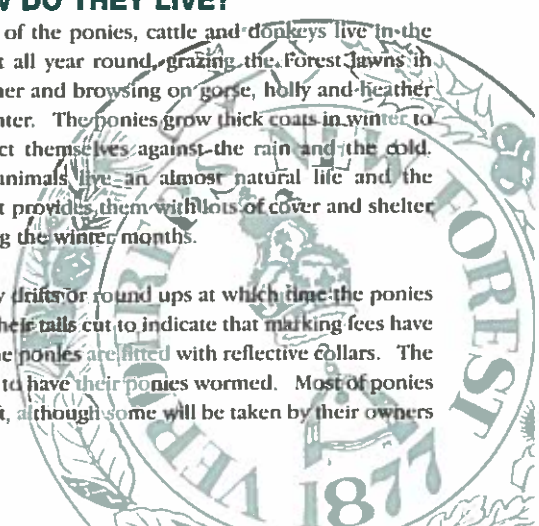 W DO THEY LIVE?
of the ponies, cattle and donkeys live in the
t all year round, grazing the Forest lawns in
ner and browsing on gorse, holly and heather
nter. The ponies grow thick coats in winter to
ct themselves against the rain and the cold.
animals live an almost natural life and the
t provides them with lots of cover and shelter
g the winter months.
y drifts or round ups at which time the ponies
heir tails cut to indicate that marking fees have
he ponies are fitted with reflective collars. The
to have their ponies wormed. Most of ponies
t, although some will be taken by their owners
VERD
S NEW FOREST
1877